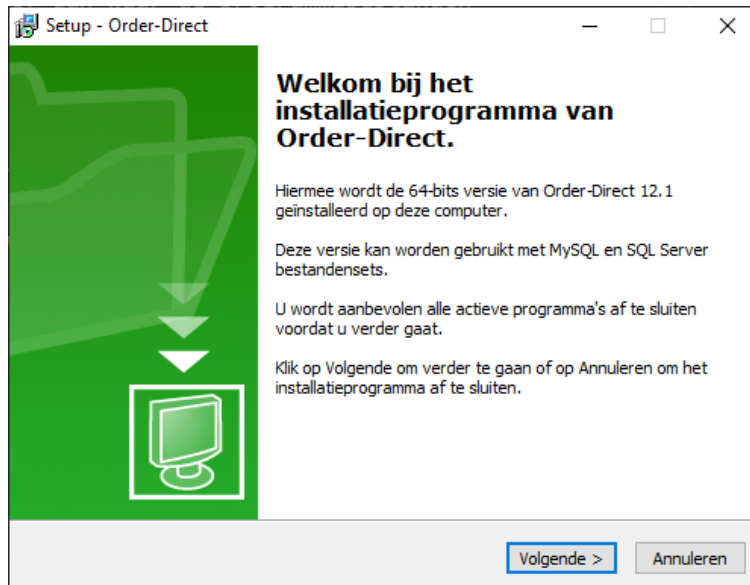 Setup - Order-Direct
Welkom bij het
installatieprogramma van
Order-Direct.
Hiermee wordt de 64-bits versie van Order-Direct 12.1
geïnstalleerd op deze computer.
Deze versie kan worden gebruikt met MySQL en SQL Server
bestandensets.
U wordt aanbevolen alle actieve programma's af te sluiten
voordat u verder gaat.
Klik op Volgende om verder te gaan of op Annuleren om het
installatieprogramma af te sluiten.
Volgende >
Annuleren